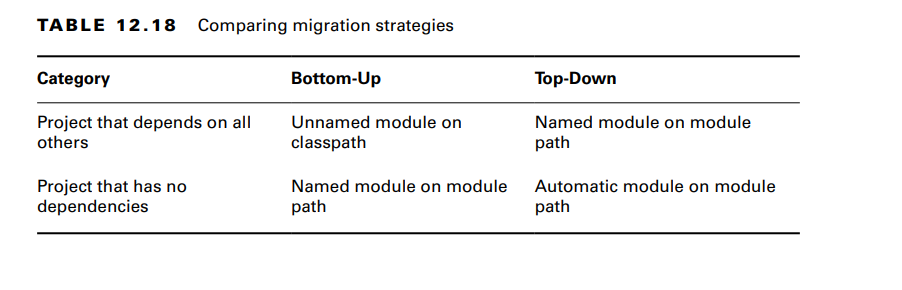 TABLE 12.18 Comparing migration strategies
Category Bottom-Up Top-Down
Project that depends on all others Unnamed module on classpath Named module on module path
Project that has no dependencies Named module on module path Automatic module on module path